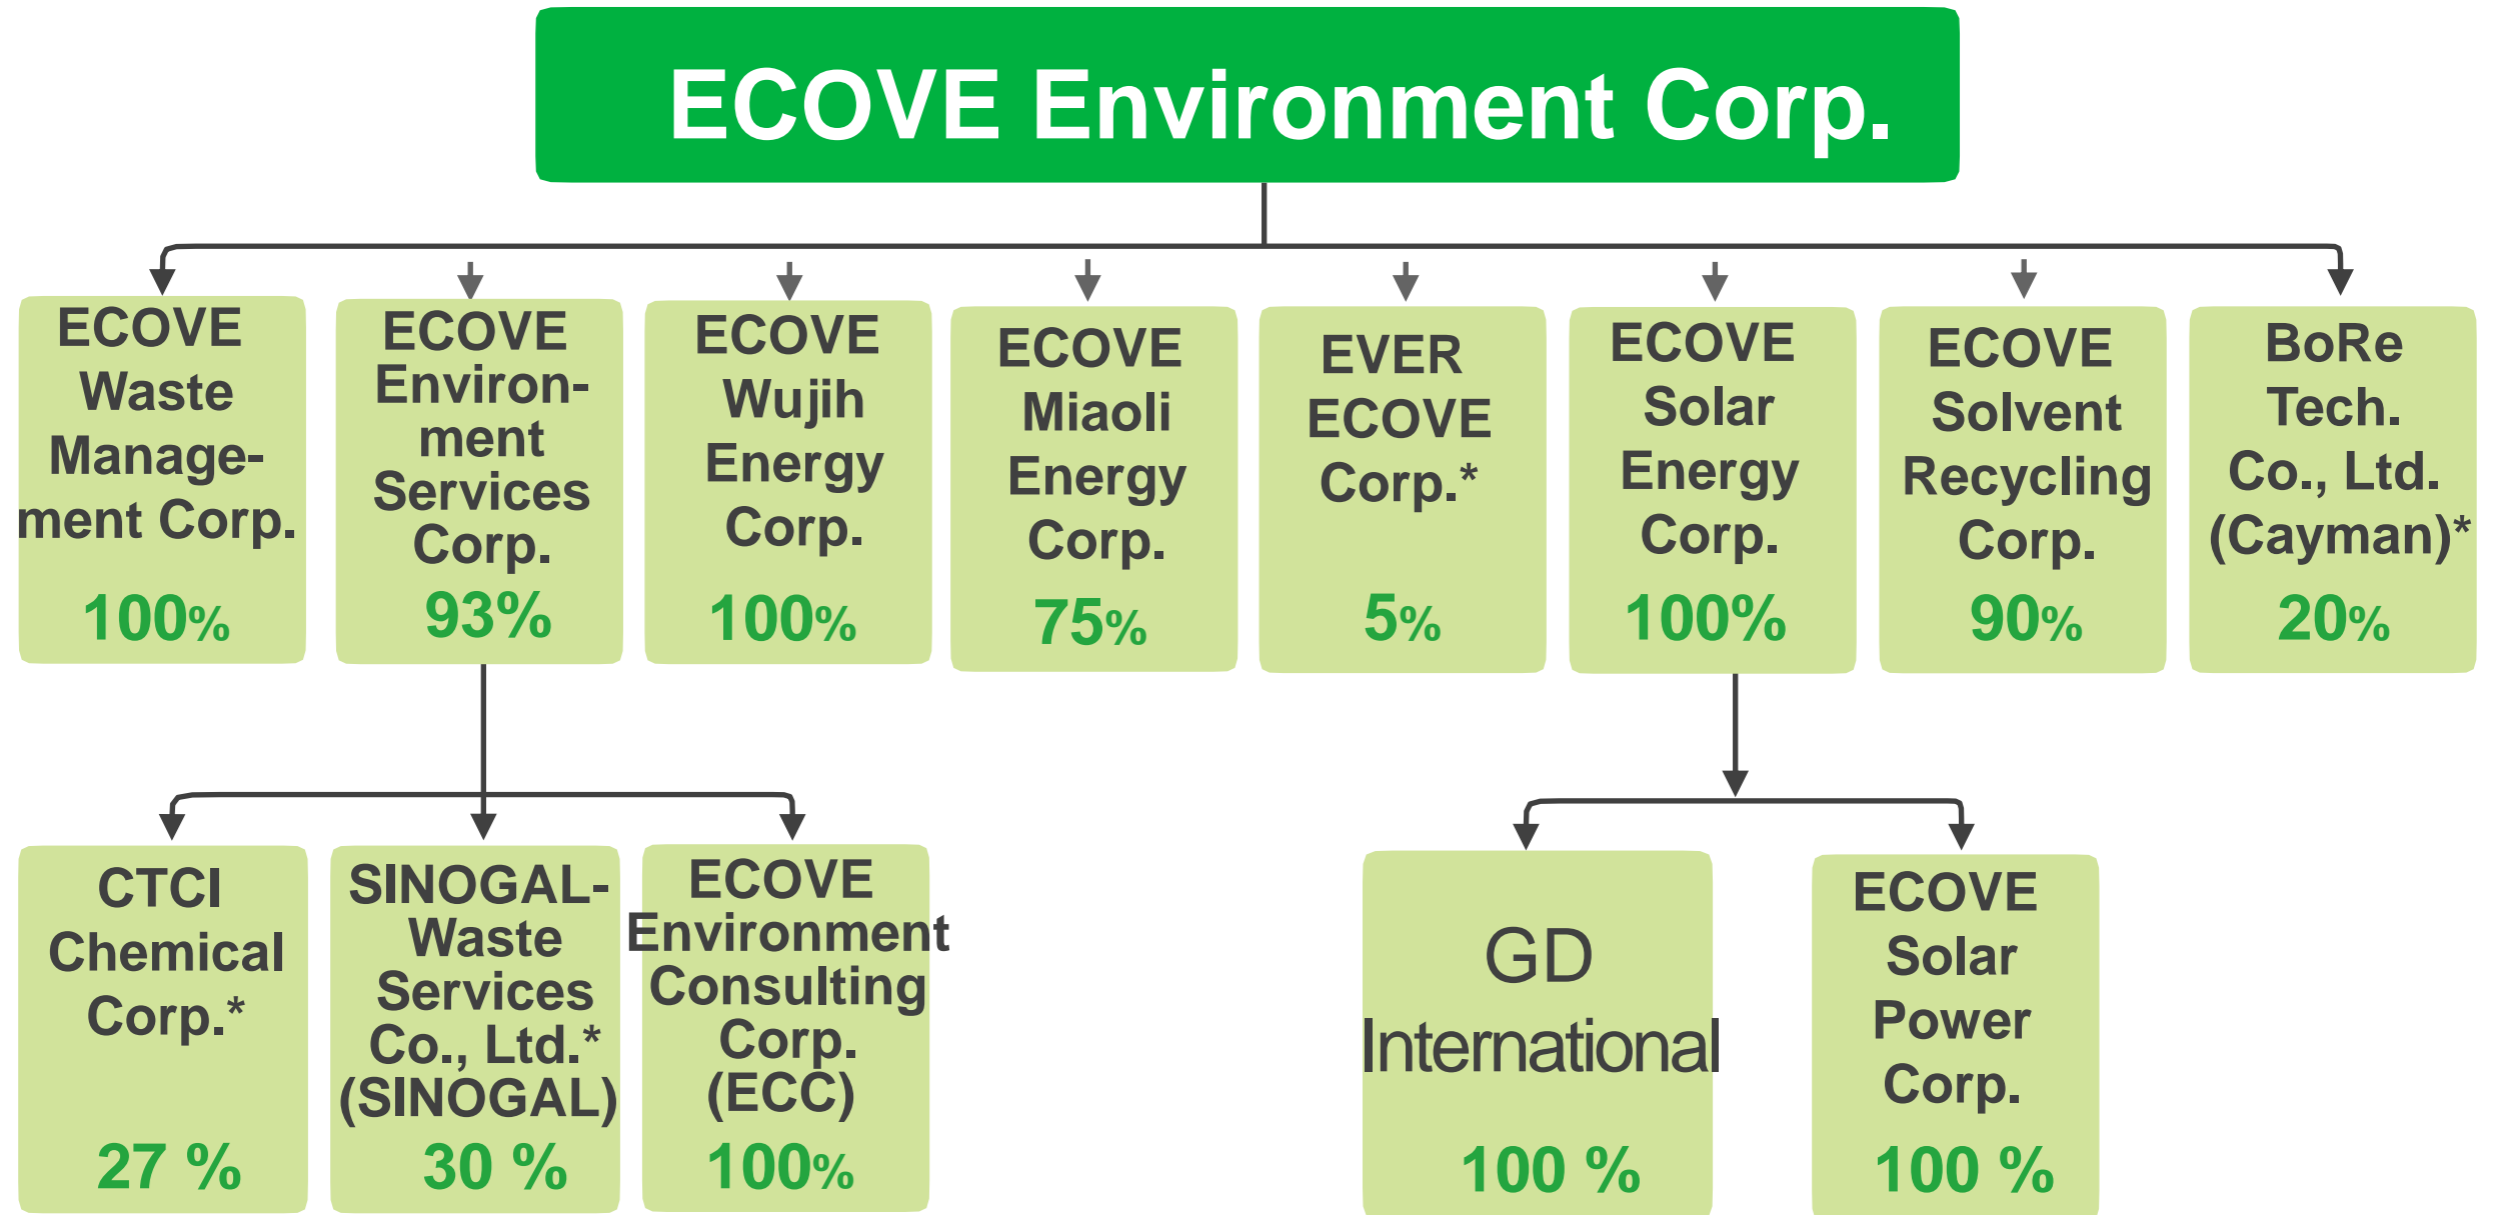 ECOVE Environment Corp.
ECOVE
Waste
Manage-
ment Corp.
100%
ECOVE
Environ-
ment
Services
Corp.
93%
ECOVE
Wujih
Energy
Corp.
100%
ECOVE
Miaoli
Energy
Corp.
75%
EVER
ECOVE
Corp.*
5%
ECOVE
Solar
Energy
Corp.
100%
ECOVE
Solvent
Recycling
Corp.
90%
BoRe
Tech.
Co., Ltd.
(Cayman)*
20%
CTCI
Chemical
Corp.*
27 %
SINOGAL-
Waste
Services
Co., Ltd.*
(SINOGAL)
30 %
ECOVE
Environment
Consulting
Corp.
(ECC)
100%
GD
International
100 %
ECOVE
Solar
Power
Corp.
100 %